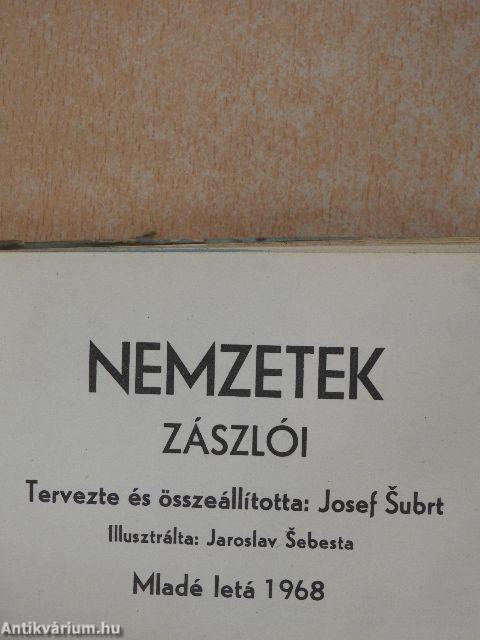 NEMZETEK
ZÁSZLÓI
Tervezte és összeállította: Josef Šubrt
Illusztrálta: Jaroslav Šebesta
Mladé letá 1968
Antikvárium.hu